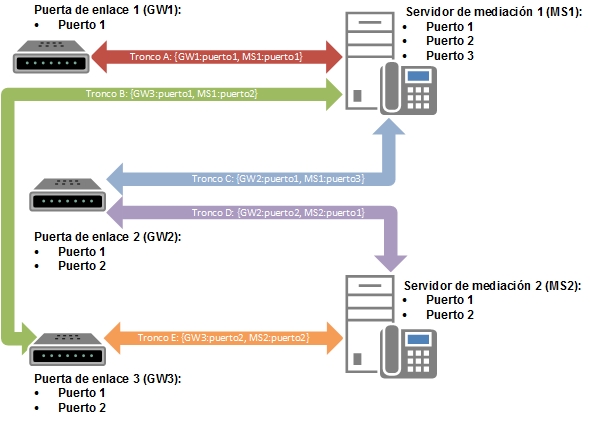 Puerta de enlace 1 (GW1):
• Puerto 1
Servidor de mediación 1 (MS1):
• Puerto 1
• Puerto 2
• Puerto 3
Tronco A: {GW1:puerto1, MS1:puerto1}
Tronco B: {GW3:puerto1, MS1:puerto2}
Tronco C: {GW2:puerto1, MS1:puerto3}
Tronco D: {GW2:puerto2, MS2:puerto1}
Puerta de enlace 2 (GW2):
• Puerto 1
• Puerto 2
Servidor de mediación 2 (MS2):
• Puerto 1
• Puerto 2
Tronco E: {GW3:puerto2, MS2:puerto2}
Puerta de enlace 3 (GW3):
• Puerto 1
• Puerto 2